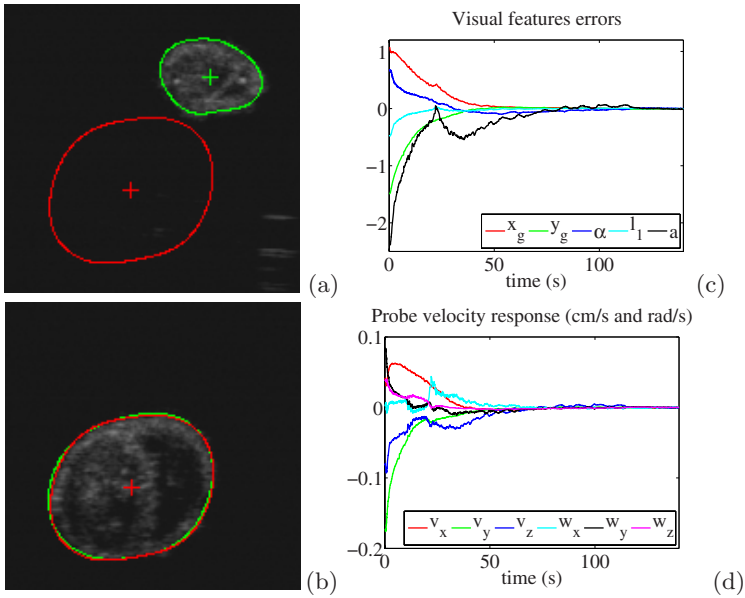 (a)
Visual features errors
1
0
−1
−2
0
50
100
time (s)
x_g y_g α l_1 a
(c)
(b)
Probe velocity response (cm/s and rad/s)
0.1
0
−0.1
−0.2
0
50
100
time (s)
v_x v_y v_z w_x w_y w_z
(d)